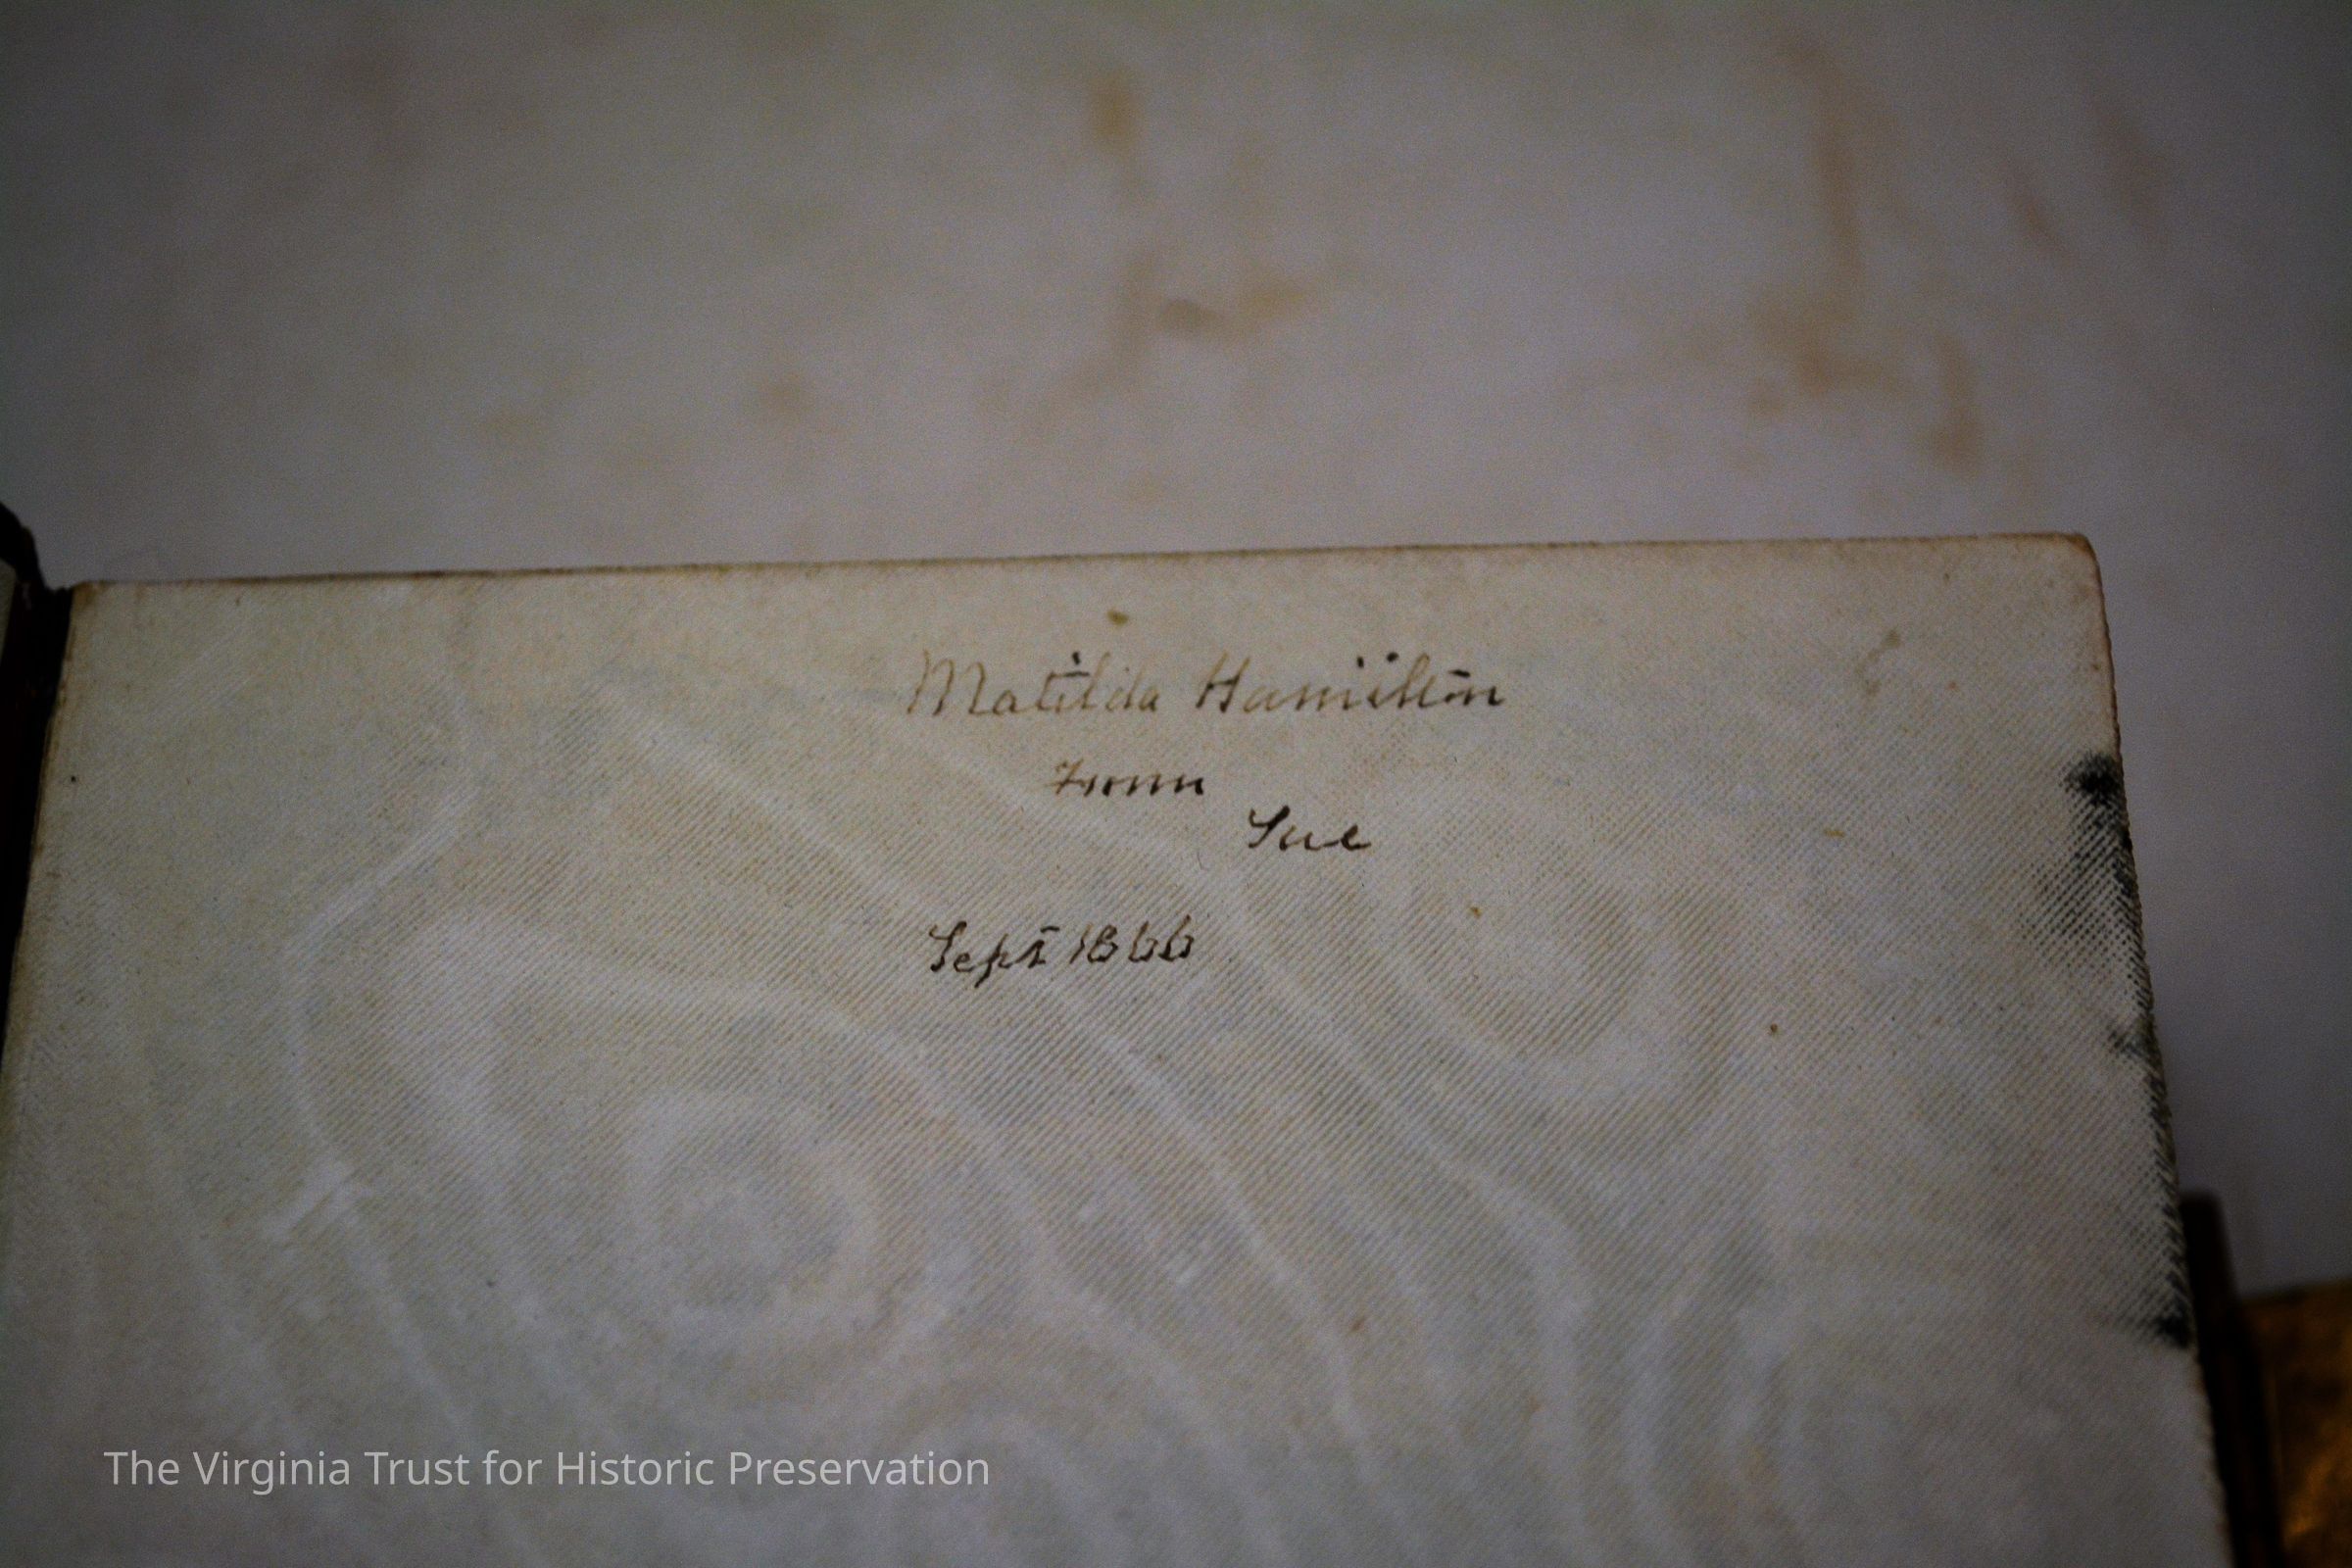 Matilda Hamilton
From
Sue
Sept 1866
The Virginia Trust for Historic Preservation